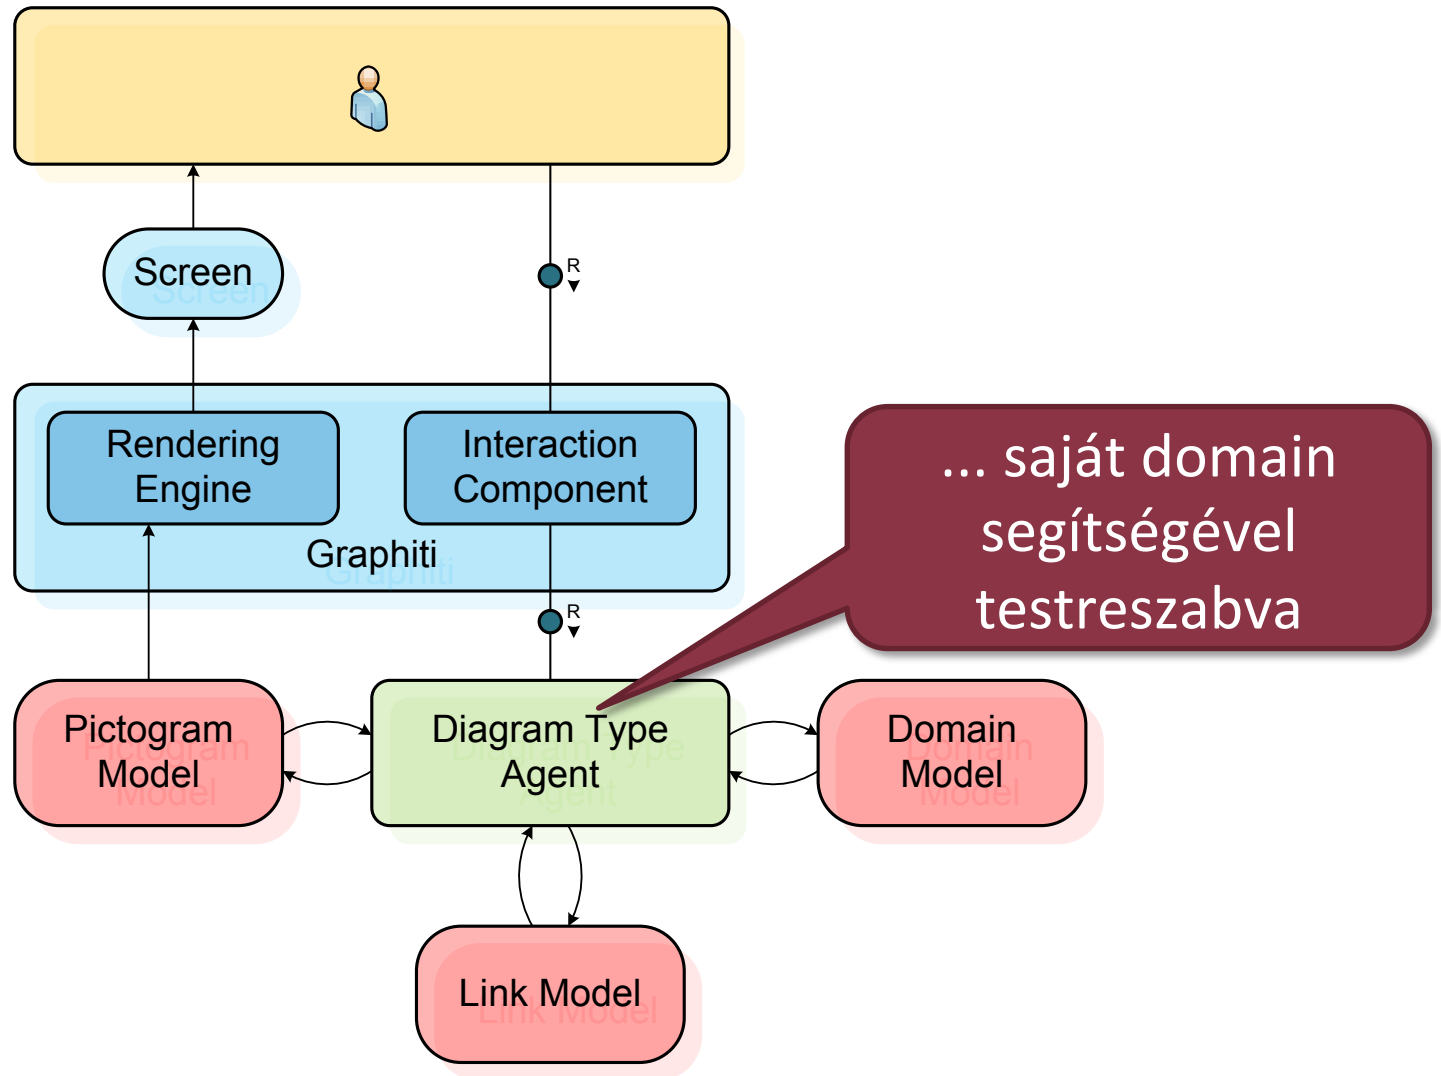 Screen
R
Rendering
Engine
Interaction
Component
Graphiti
... saját domain
segítségével
testreszabva
R
Pictogram
Model
Diagram Type
Agent
Domain
Model
Link Model